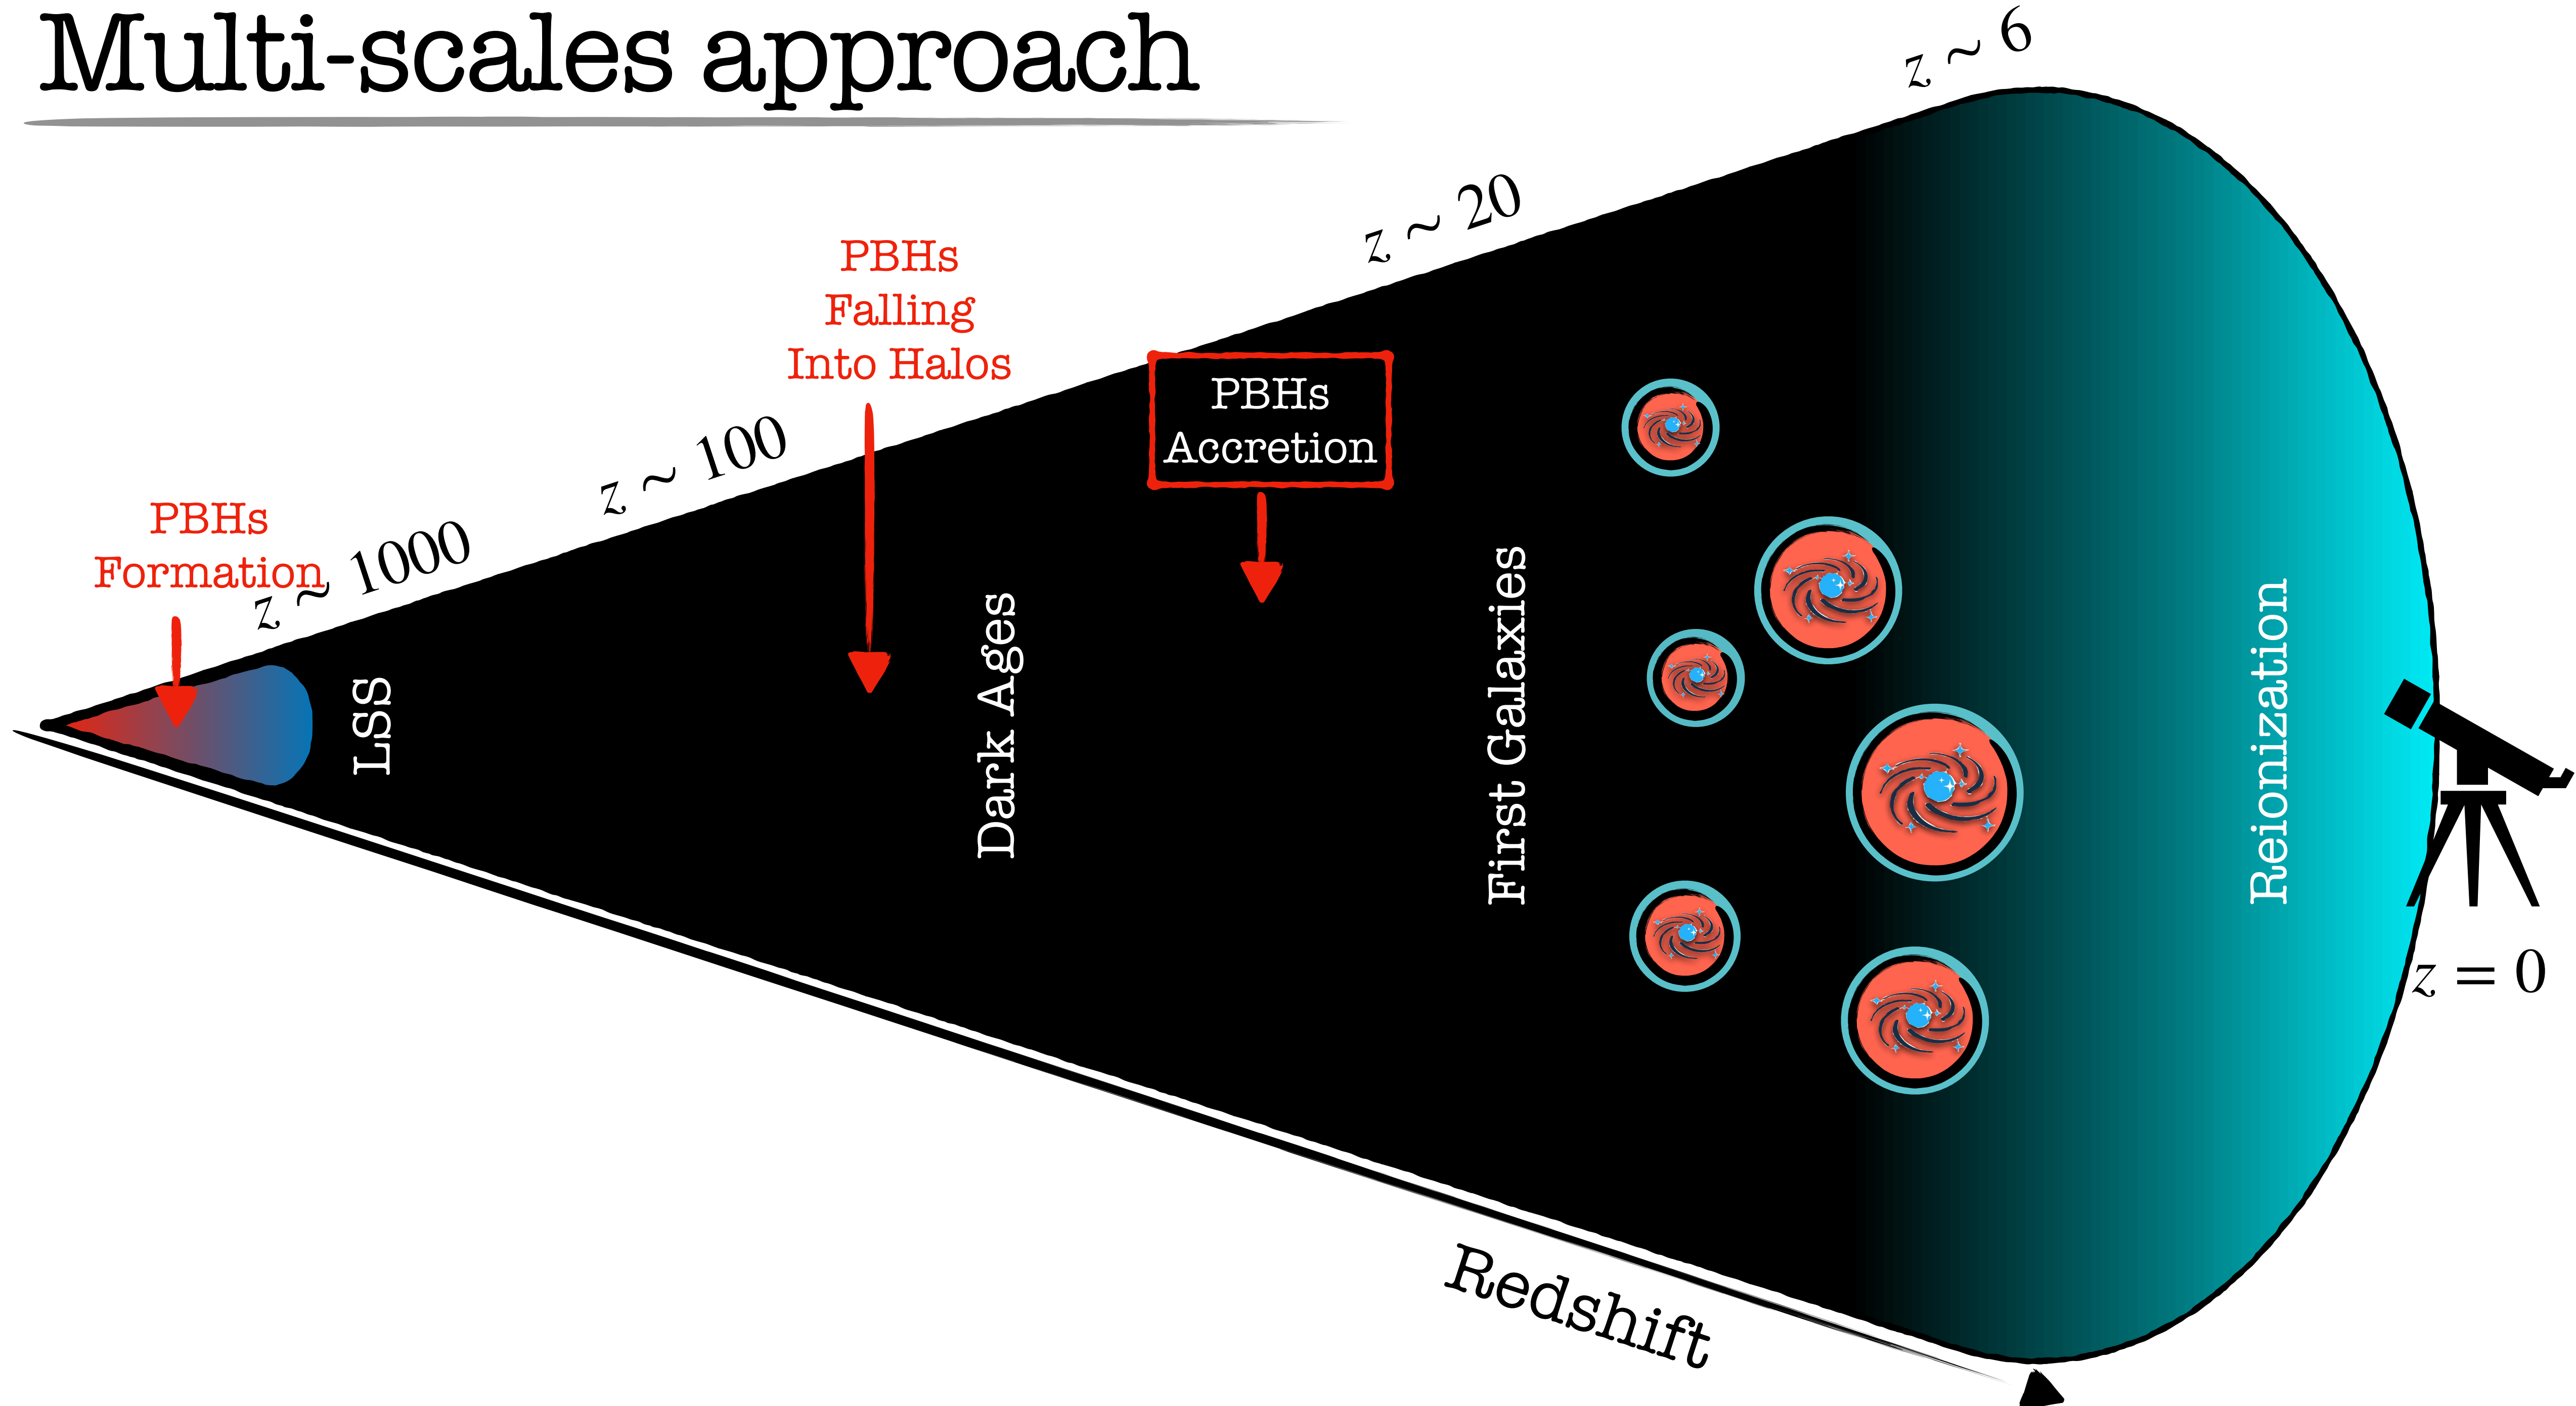 Multi-scales approach
z ~ 6
z ~ 20
PBHs
Falling
Into Halos
PBHs
Accretion
z ~ 100
PBHs
Formation
z ~ 1000
LSS
Dark Ages
First Galaxies
Reionization
z = 0
Redshift